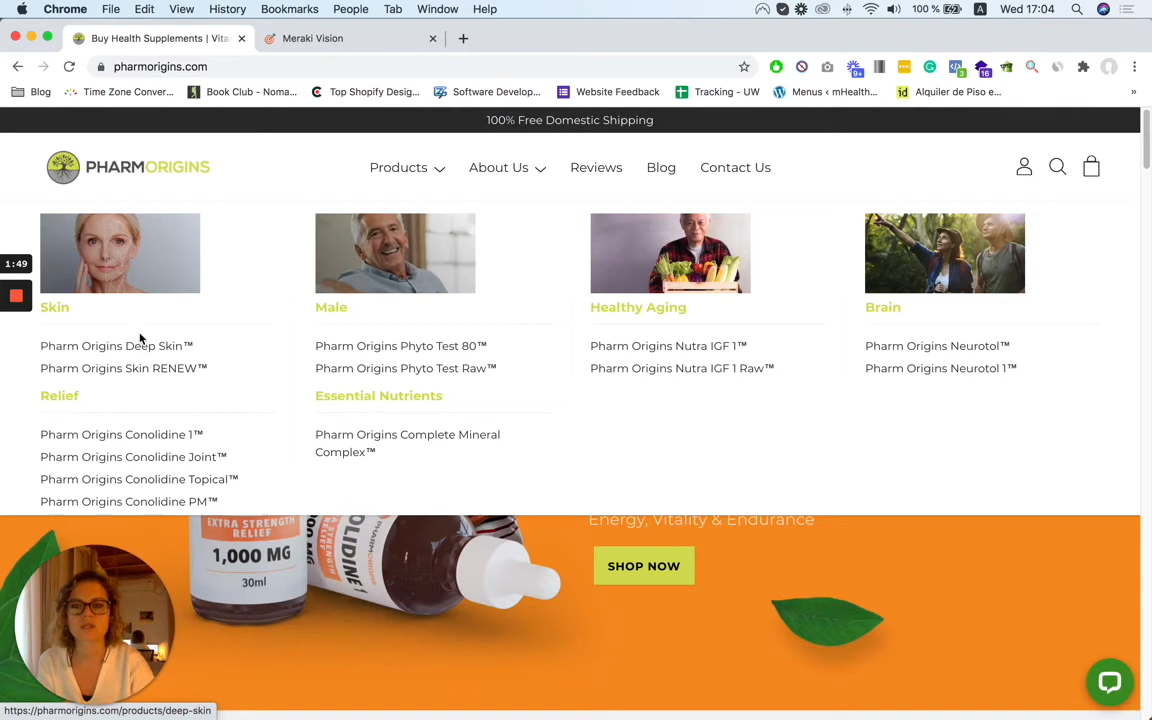 Chrome File Edit View History Bookmarks People Tab Window Help 100 % A Wed 17:04
Buy Health Supplements | Vita Meraki Vision
pharmorigins.com 9+ 3 16
Blog Time Zone Conver... Book Club - Noma... Top Shopify Desig... Software Develop... Website Feedback Tracking - UW Menus ‹ mHealth... Alquiler de Piso e... »
100% Free Domestic Shipping
PHARMORIGINS Products About Us Reviews Blog Contact Us
1:49
Skin Male Healthy Aging Brain
Pharm Origins Deep Skin™ Pharm Origins Phyto Test 80™ Pharm Origins Nutra IGF 1™ Pharm Origins Neurotol™
Pharm Origins Skin RENEW™ Pharm Origins Phyto Test Raw™ Pharm Origins Nutra IGF 1 Raw™ Pharm Origins Neurotol 1™
Relief Essential Nutrients
Pharm Origins Conolidine 1™ Pharm Origins Complete Mineral
Complex™
Pharm Origins Conolidine Joint™
Pharm Origins Conolidine Topical™
Pharm Origins Conolidine PM™
Energy, Vitality & Endurance
EXTRA STRENGTH
RELIEF
1,000 MG
30ml
SHOP NOW
https://pharmorigins.com/products/deep-skin